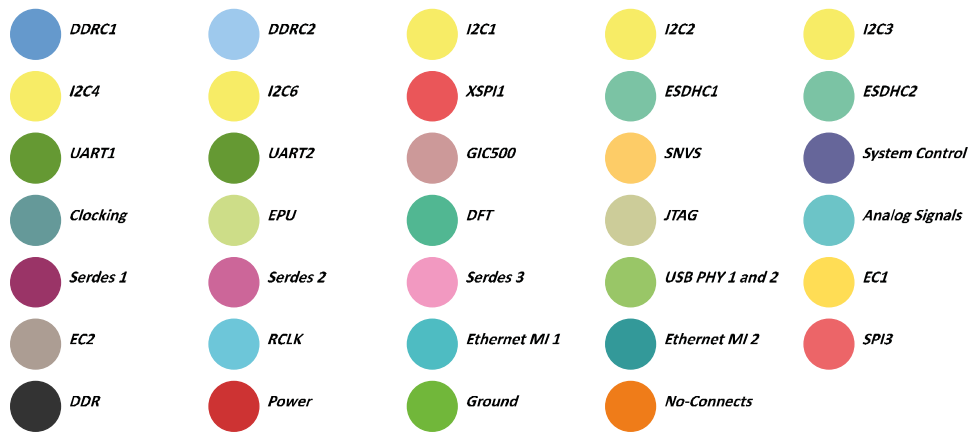 DDRC1 DDRC2 I2C1 I2C2 I2C3
I2C4 I2C6 XSPI1 ESDHC1 ESDHC2
UART1 UART2 GIC500 SNVS System Control
Clocking EPU DFT JTAG Analog Signals
Serdes 1 Serdes 2 Serdes 3 USB PHY 1 and 2 EC1
EC2 RCLK Ethernet MI 1 Ethernet MI 2 SPI3
DDR Power Ground No-Connects